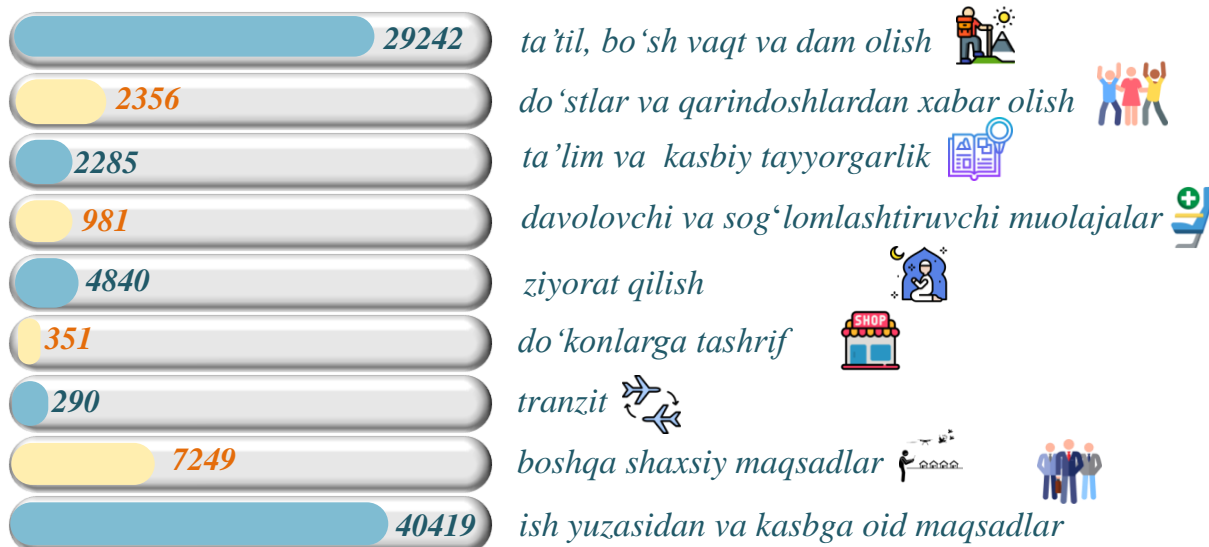 29242 ta’til, bo‘sh vaqt va dam olish
2356 do‘stlar va qarindoshlardan xabar olish
2285 ta’lim va kasbiy tayyorgarlik
981 davolovchi va sog‘lomlashtiruvchi muolajalar
4840 ziyorat qilish
351 do‘konlarga tashrif
SHOP
290 tranzit
7249 boshqa shaxsiy maqsadlar
40419 ish yuzasidan va kasbga oid maqsadlar